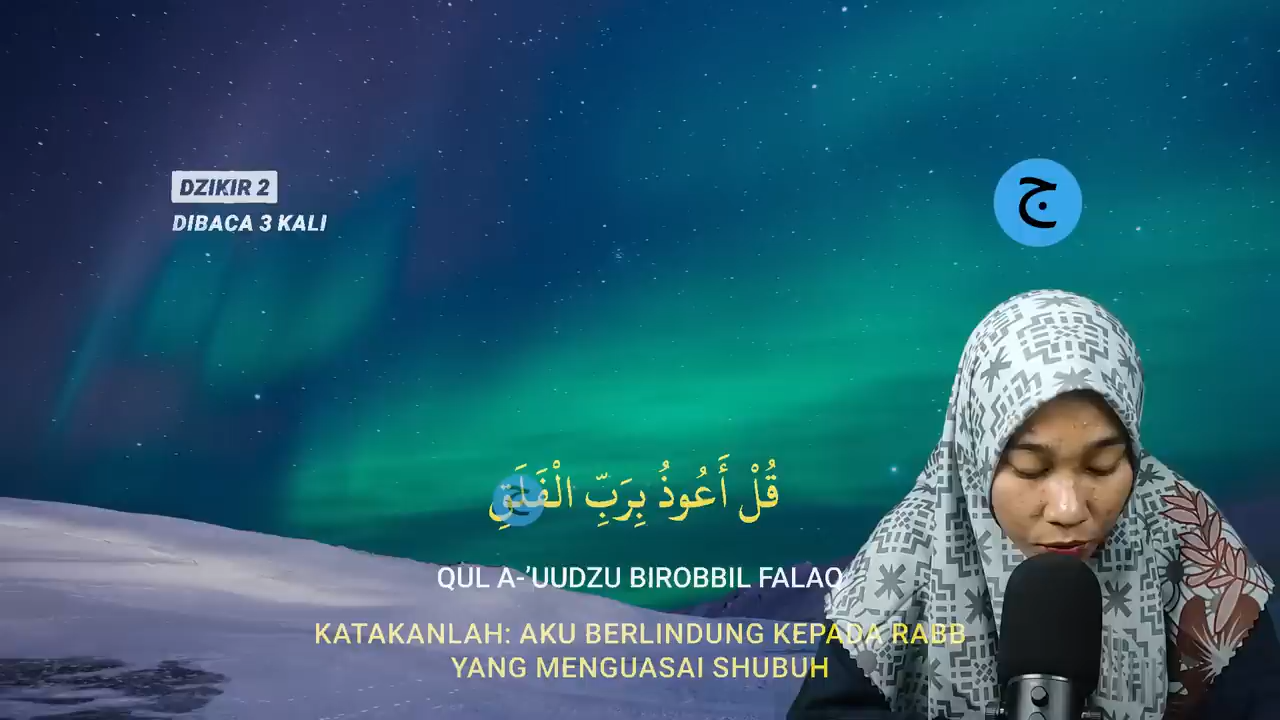 DZIKIR 2
DIBACA 3 KALI
ج
قُلْ أَعُوذُ بِرَبِّ الْفَلَقِ
ج
QUL A-’UUDZU BIROBBIL FALAQ
KATAKANLAH: AKU BERLINDUNG KEPADA RABB
YANG MENGUASAI SHUBUH